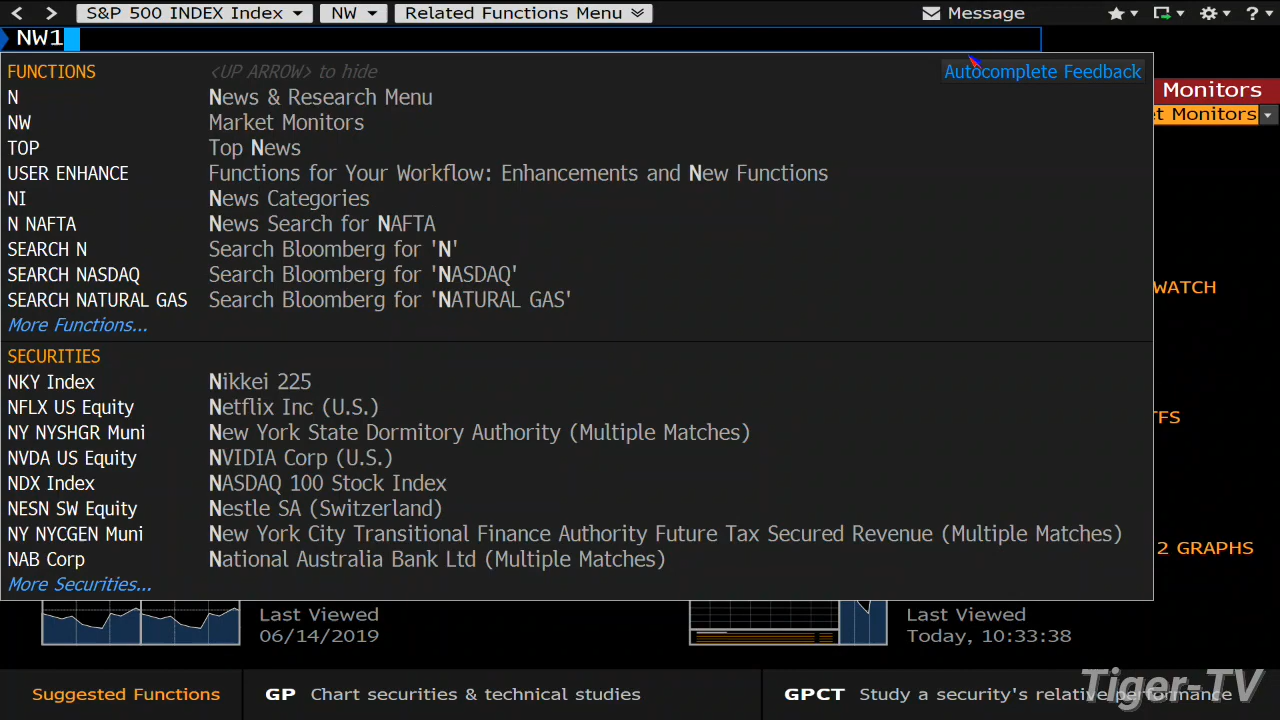 S&P 500 INDEX Index NW Related Functions Menu Message
NW1
FUNCTIONS <UP ARROW> to hide Autocomplete Feedback
N News & Research Menu Monitors
NW Market Monitors t Monitors
TOP Top News
USER ENHANCE Functions for Your Workflow: Enhancements and New Functions
NI News Categories
N NAFTA News Search for NAFTA
SEARCH N Search Bloomberg for 'N'
SEARCH NASDAQ Search Bloomberg for 'NASDAQ'
WATCH
SEARCH NATURAL GAS Search Bloomberg for 'NATURAL GAS'
More Functions...
SECURITIES
NKY Index Nikkei 225
NFLX US Equity Netflix Inc (U.S.)
TFS
NY NYSHGR Muni New York State Dormitory Authority (Multiple Matches)
NVDA US Equity NVIDIA Corp (U.S.)
NDX Index NASDAQ 100 Stock Index
NESN SW Equity Nestle SA (Switzerland)
NY NYCGEN Muni New York City Transitional Finance Authority Future Tax Secured Revenue (Multiple Matches)
2 GRAPHS
NAB Corp National Australia Bank Ltd (Multiple Matches)
More Securities...
Last Viewed Last Viewed
06/14/2019 Today, 10:33:38
Suggested Functions GP Chart securities & technical studies GPCT Study a security's relative performance
Tiger-TV